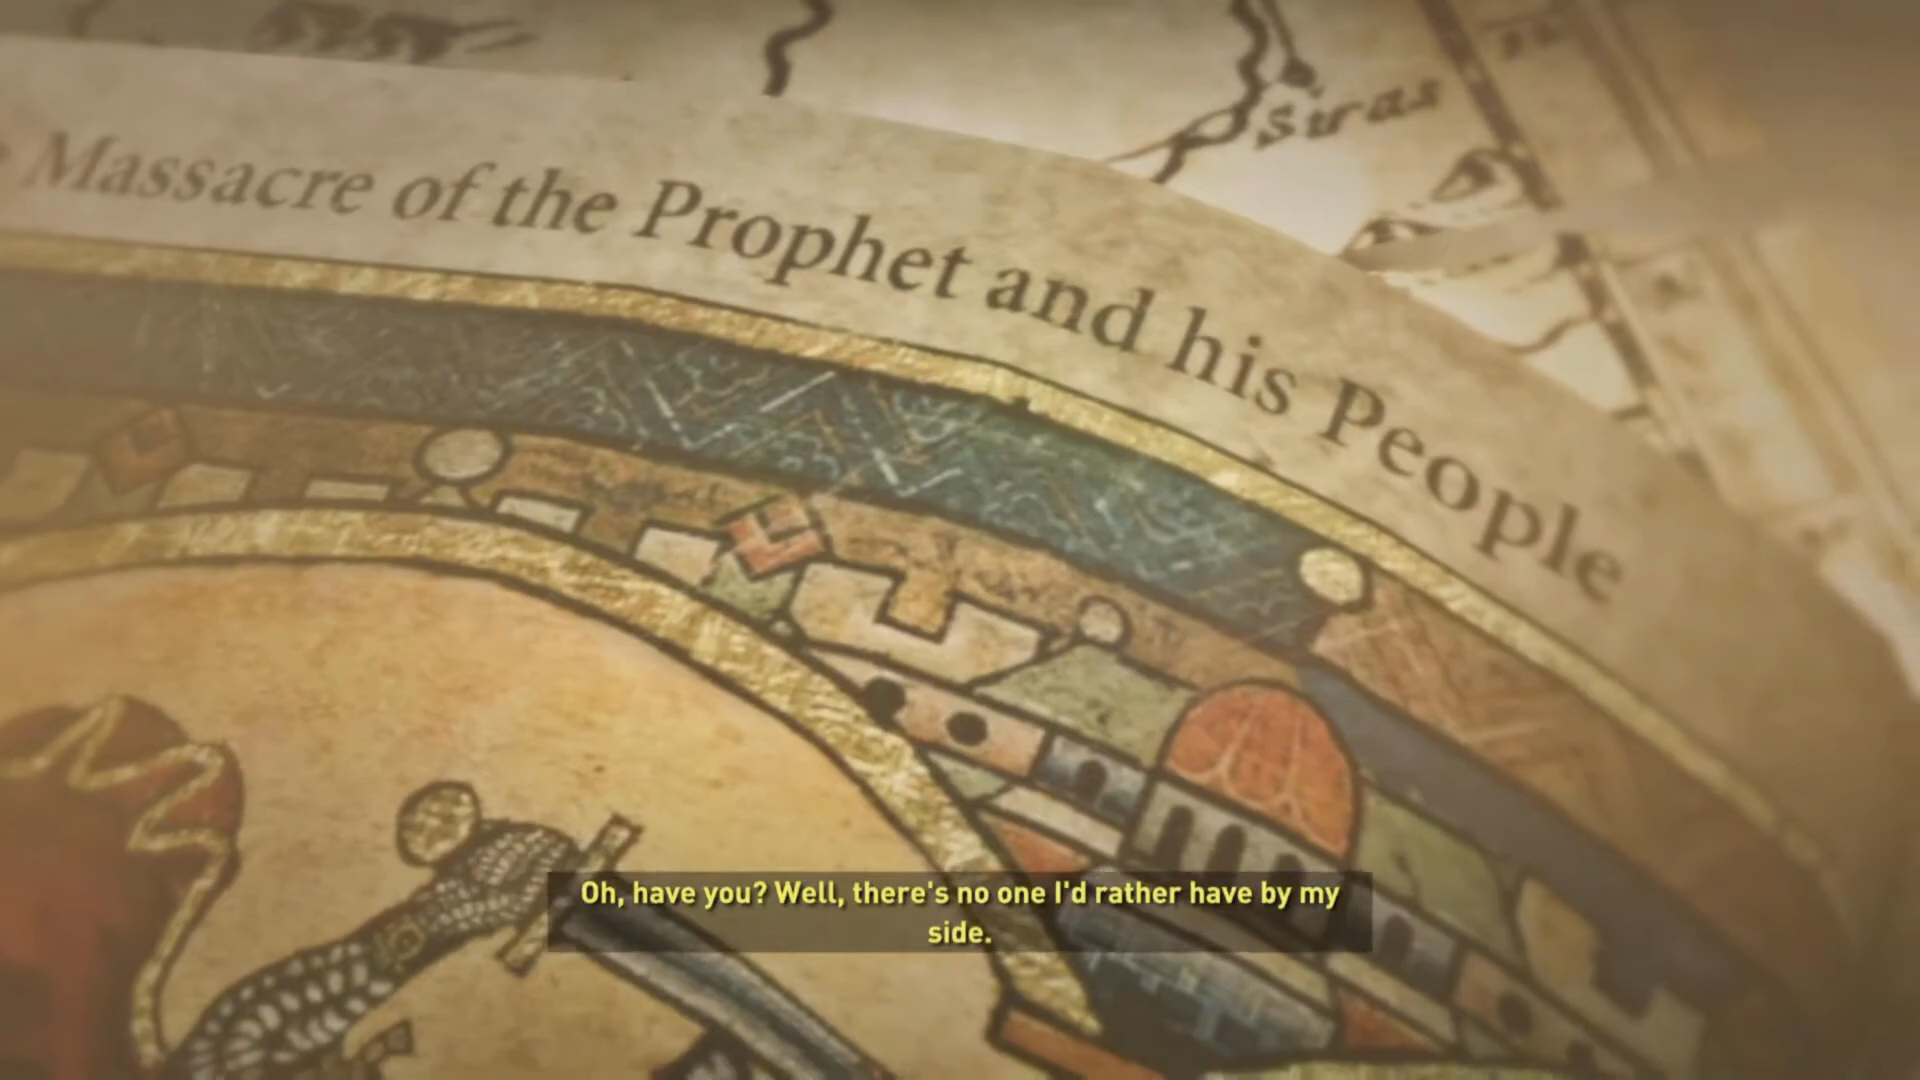 Siras
Massacre of the Prophet and his People
Oh, have you? Well, there's no one I'd rather have by my
side.